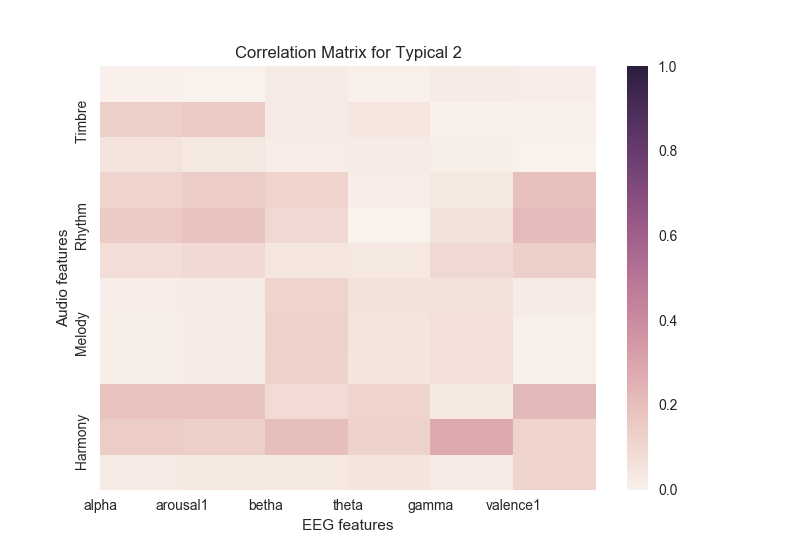 Correlation Matrix for Typical 2
Timbre
Rhythm
Melody
Harmony
Audio features
alpha arousal1 betha theta gamma valence1
EEG features
1.0
0.8
0.6
0.4
0.2
0.0